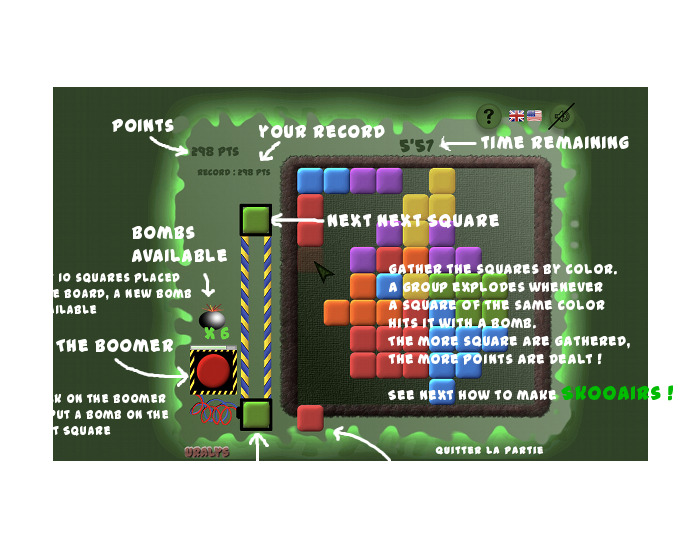 ?
POINTS
YOUR RECORD
298 PTS
5'57
TIME REMAINING
RECORD : 298 PTS
NEXT NEXT SQUARE
BOMBS
AVAILABLE
10 SQUARES PLACED
BOARD, A NEW BOMB
X 6
THE BOOMER
GATHER THE SQUARES BY COLOR.
A GROUP EXPLODES WHENEVER
A SQUARE OF THE SAME COLOR
HITS IT WITH A BOMB.
THE MORE SQUARE ARE GATHERED,
THE MORE POINTS ARE DEALT !
SEE NEXT HOW TO MAKE SKOOAIRS !
ON THE BOOMER
A BOMB ON THE
SQUARE
QUITTER LA PARTIE